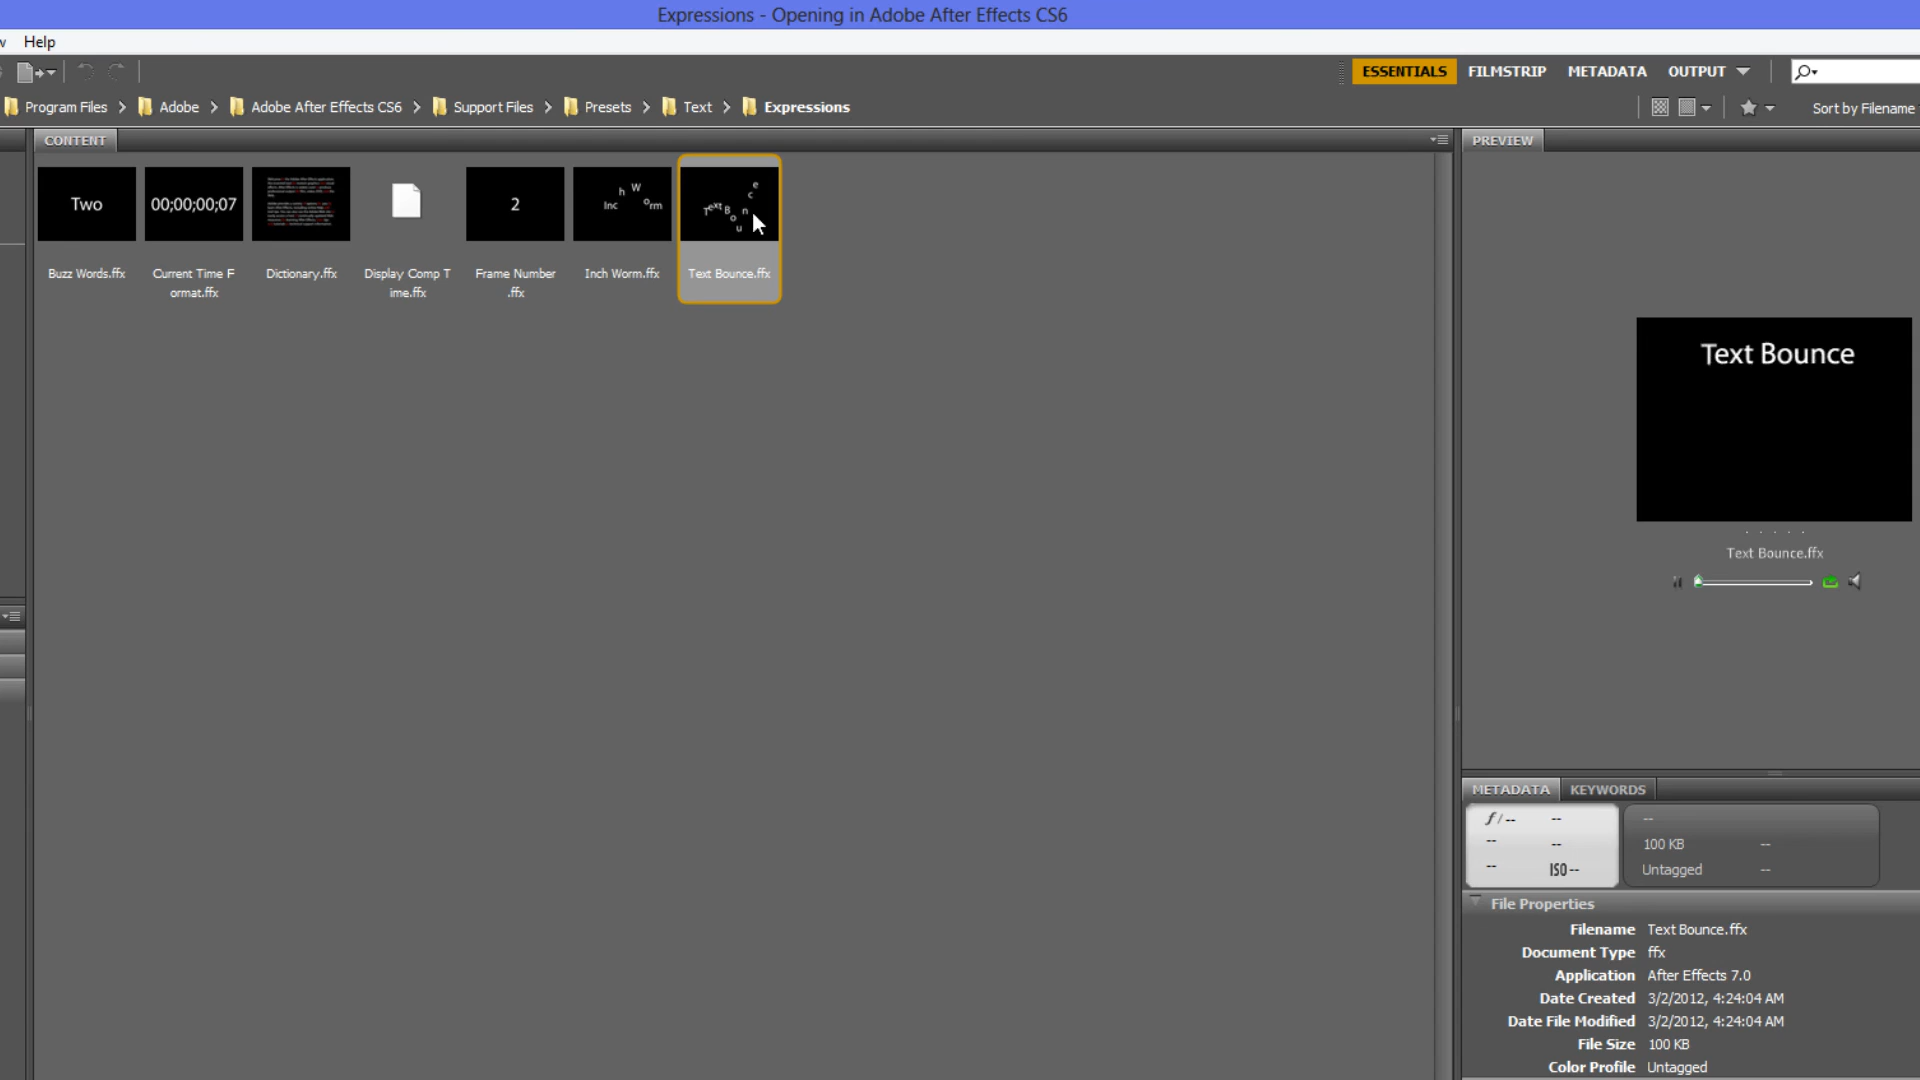 Expressions - Opening in Adobe After Effects CS6
Help
ESSENTIALS FILMSTRIP METADATA OUTPUT
Program Files Adobe Adobe After Effects CS6 Support Files Presets Text Expressions
Sort by Filename
CONTENT
Two
00;00;00;07
2
Inc h W orm
Text B o u n c e
Buzz Words.ffx
Current Time F
ormat.ffx
Dictionary.ffx
Display Comp T
ime.ffx
Frame Number
.ffx
Inch Worm.ffx
Text Bounce.ffx
PREVIEW
Text Bounce
Text Bounce.ffx
METADATA KEYWORDS
f/-- --
-- --
-- ISO --
--
100 KB --
Untagged --
File Properties
Filename Text Bounce.ffx
Document Type ffx
Application After Effects 7.0
Date Created 3/2/2012, 4:24:04 AM
Date File Modified 3/2/2012, 4:24:04 AM
File Size 100 KB
Color Profile Untagged